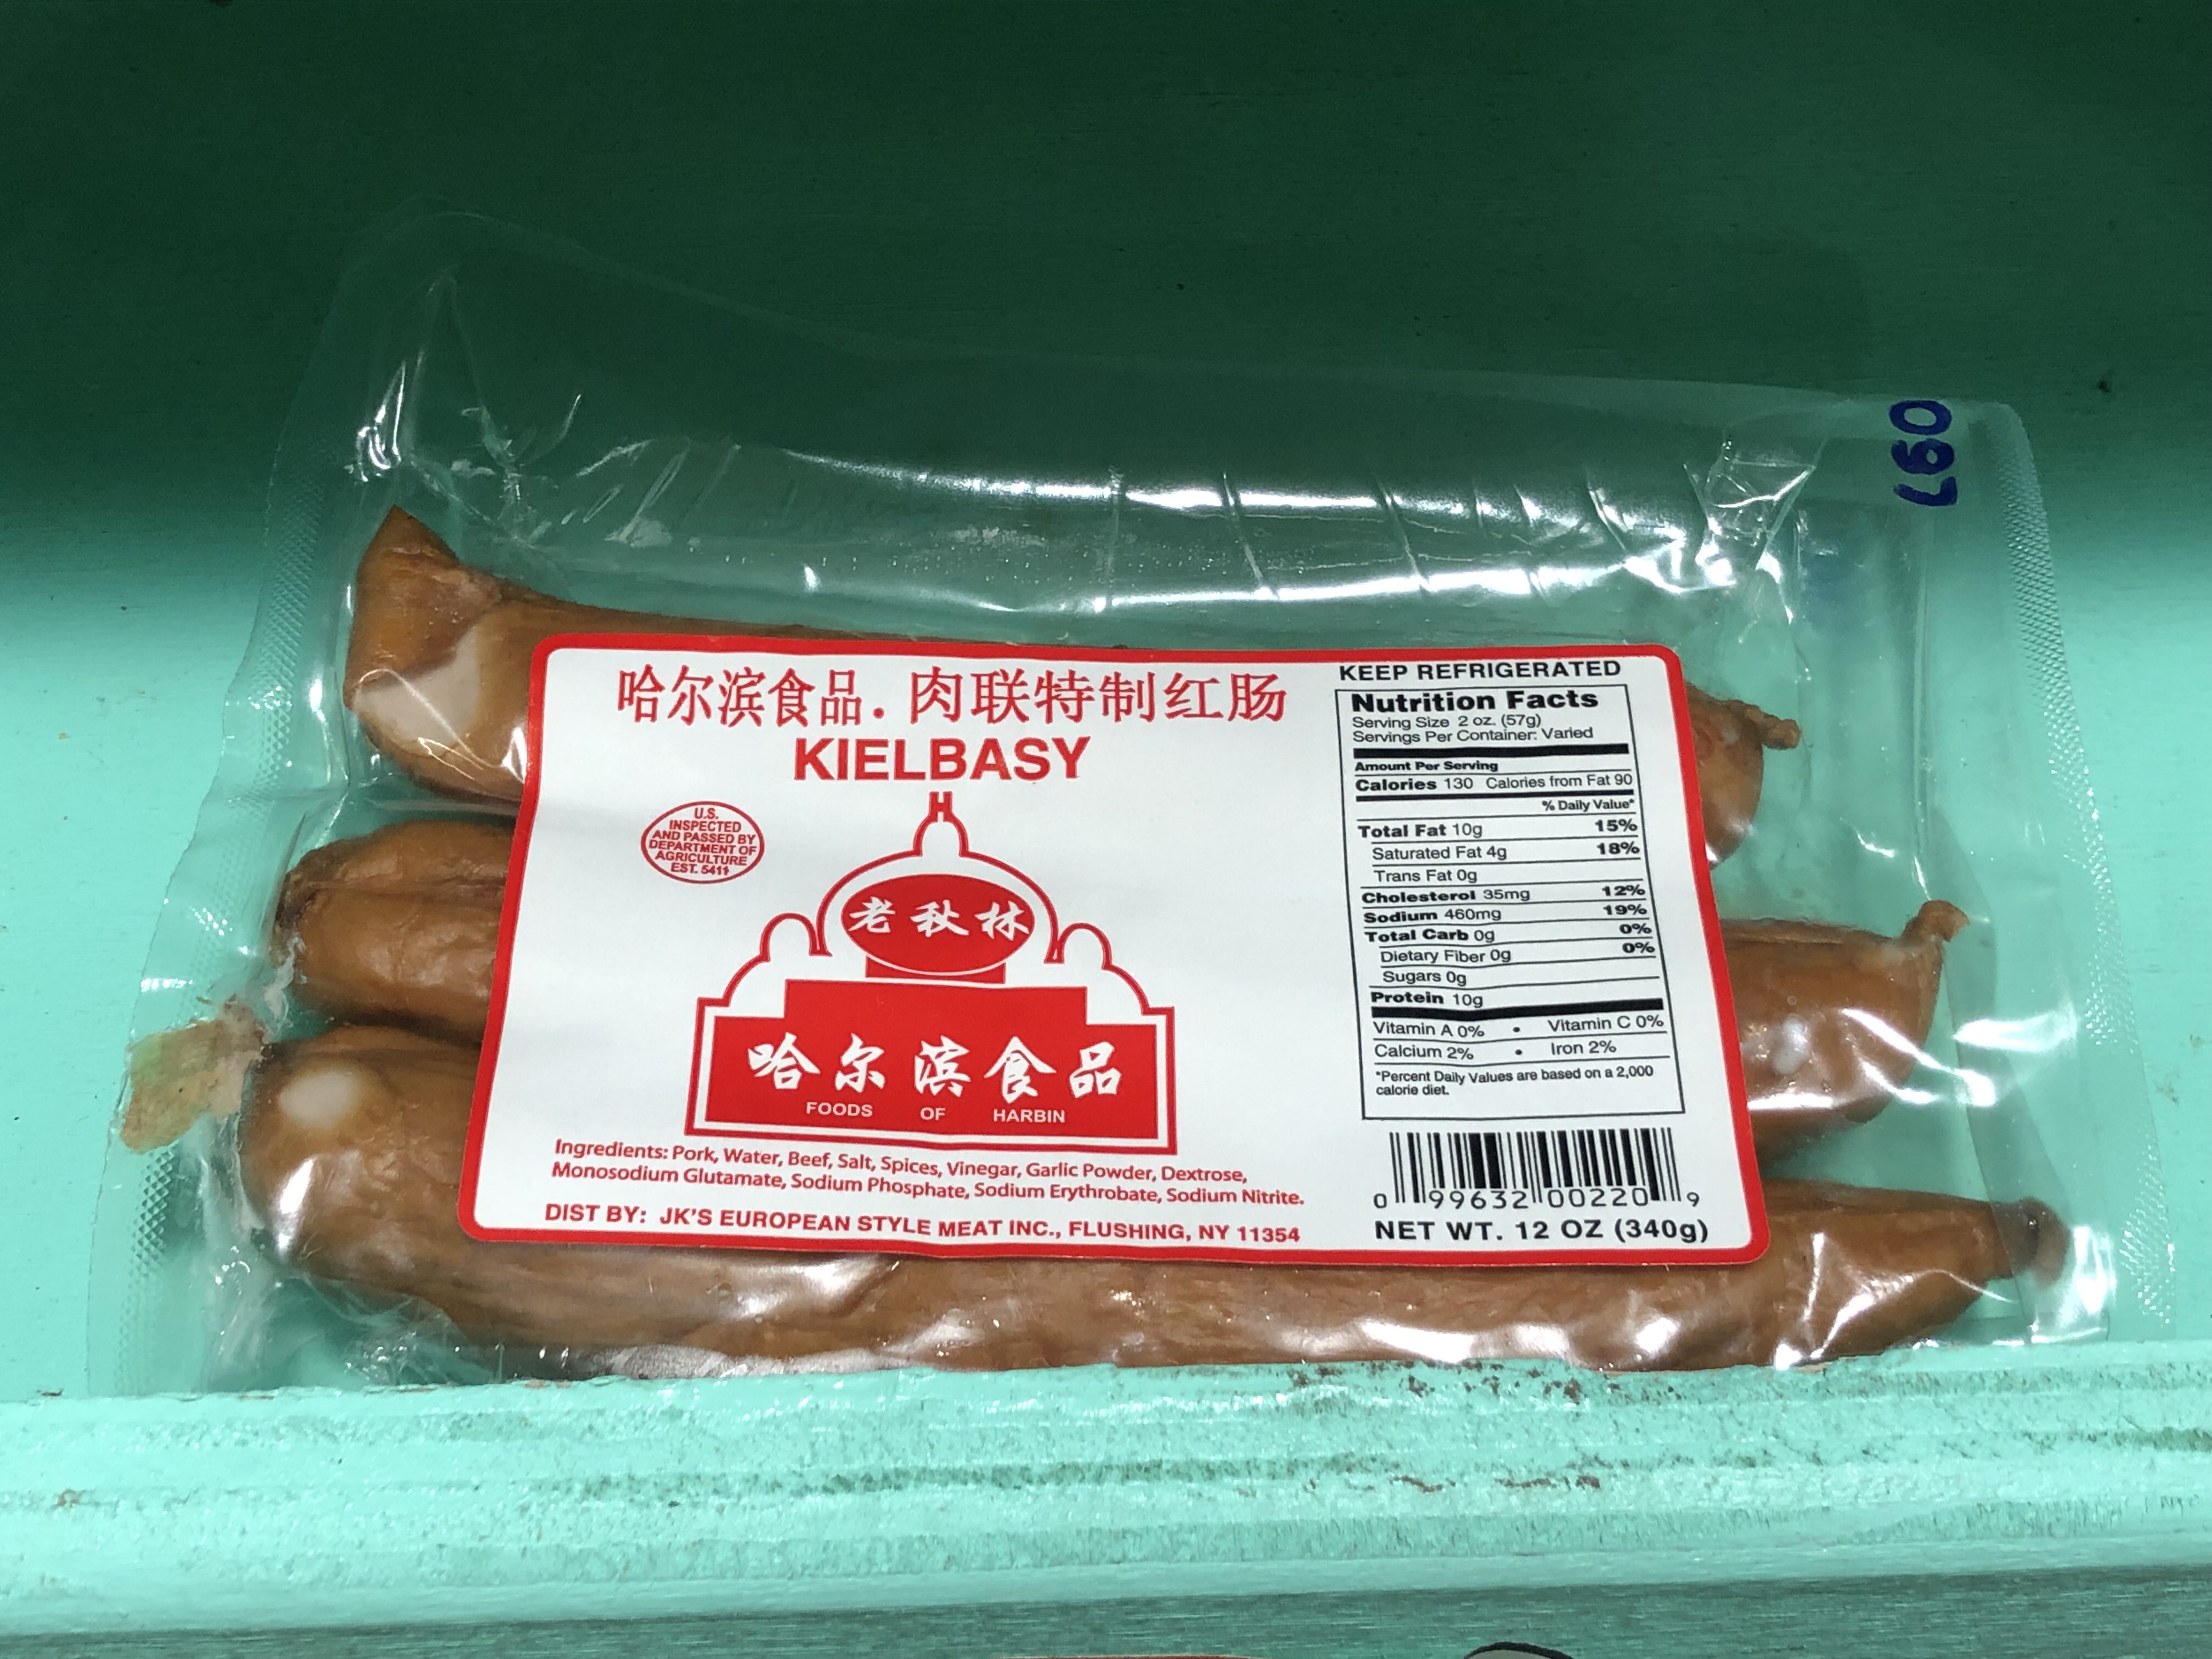 097
哈尔滨食品. 肉联特制红肠
KIELBASY
U.S.
INSPECTED
AND PASSED BY
DEPARTMENT OF
AGRICULTURE
EST. 5411
老秋林
哈尔滨食品
FOODS OF HARBIN
Ingredients: Pork, Water, Beef, Salt, Spices, Vinegar, Garlic Powder, Dextrose,
Monosodium Glutamate, Sodium Phosphate, Sodium Erythrobate, Sodium Nitrite.
DIST BY: JK'S EUROPEAN STYLE MEAT INC., FLUSHING, NY 11354
KEEP REFRIGERATED
Nutrition Facts
Serving Size 2 oz. (57g)
Servings Per Container: Varied
Amount Per Serving
Calories 130 Calories from Fat 90
% Daily Value*
Total Fat 10g 15%
Saturated Fat 4g 18%
Trans Fat 0g
Cholesterol 35mg 12%
Sodium 460mg 19%
Total Carb 0g 0%
Dietary Fiber 0g 0%
Sugars 0g
Protein 10g
Vitamin A 0% • Vitamin C 0%
Calcium 2% • Iron 2%
*Percent Daily Values are based on a 2,000
calorie diet.
0 99632 00220 9
NET WT. 12 OZ (340g)